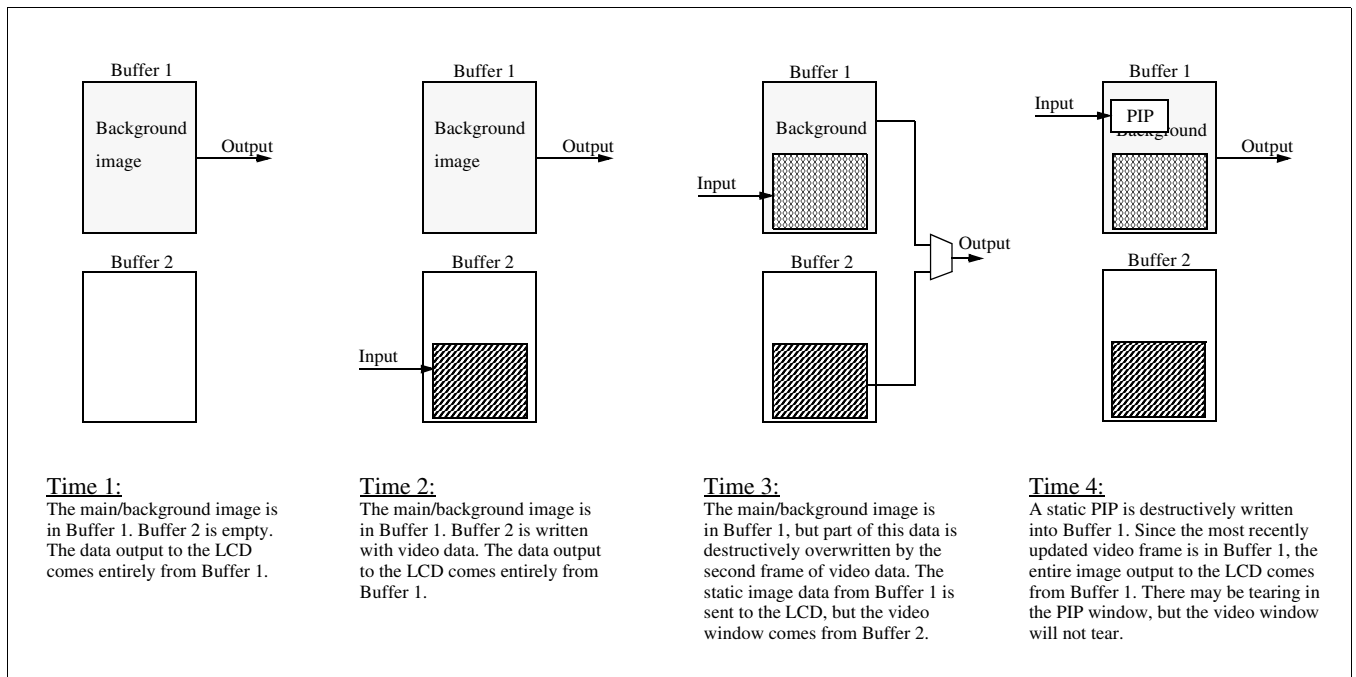 Buffer 1
Background
image
Output
Buffer 2
Time 1:
The main/background image is
in Buffer 1. Buffer 2 is empty.
The data output to the LCD
comes entirely from Buffer 1.
Buffer 1
Background
image
Output
Buffer 2
Input
Time 2:
The main/background image is
in Buffer 1. Buffer 2 is written
with video data. The data output
to the LCD comes entirely from
Buffer 1.
Buffer 1
Background
Input
Output
Buffer 2
Time 3:
The main/background image is
in Buffer 1, but part of this data is
destructively overwritten by the
second frame of video data. The
static image data from Buffer 1 is
sent to the LCD, but the video
window comes from Buffer 2.
Buffer 1
Input
PIP
Background
Output
Buffer 2
Time 4:
A static PIP is destructively written
into Buffer 1. Since the most recently
updated video frame is in Buffer 1, the
entire image output to the LCD comes
from Buffer 1. There may be tearing in
the PIP window, but the video window
will not tear.